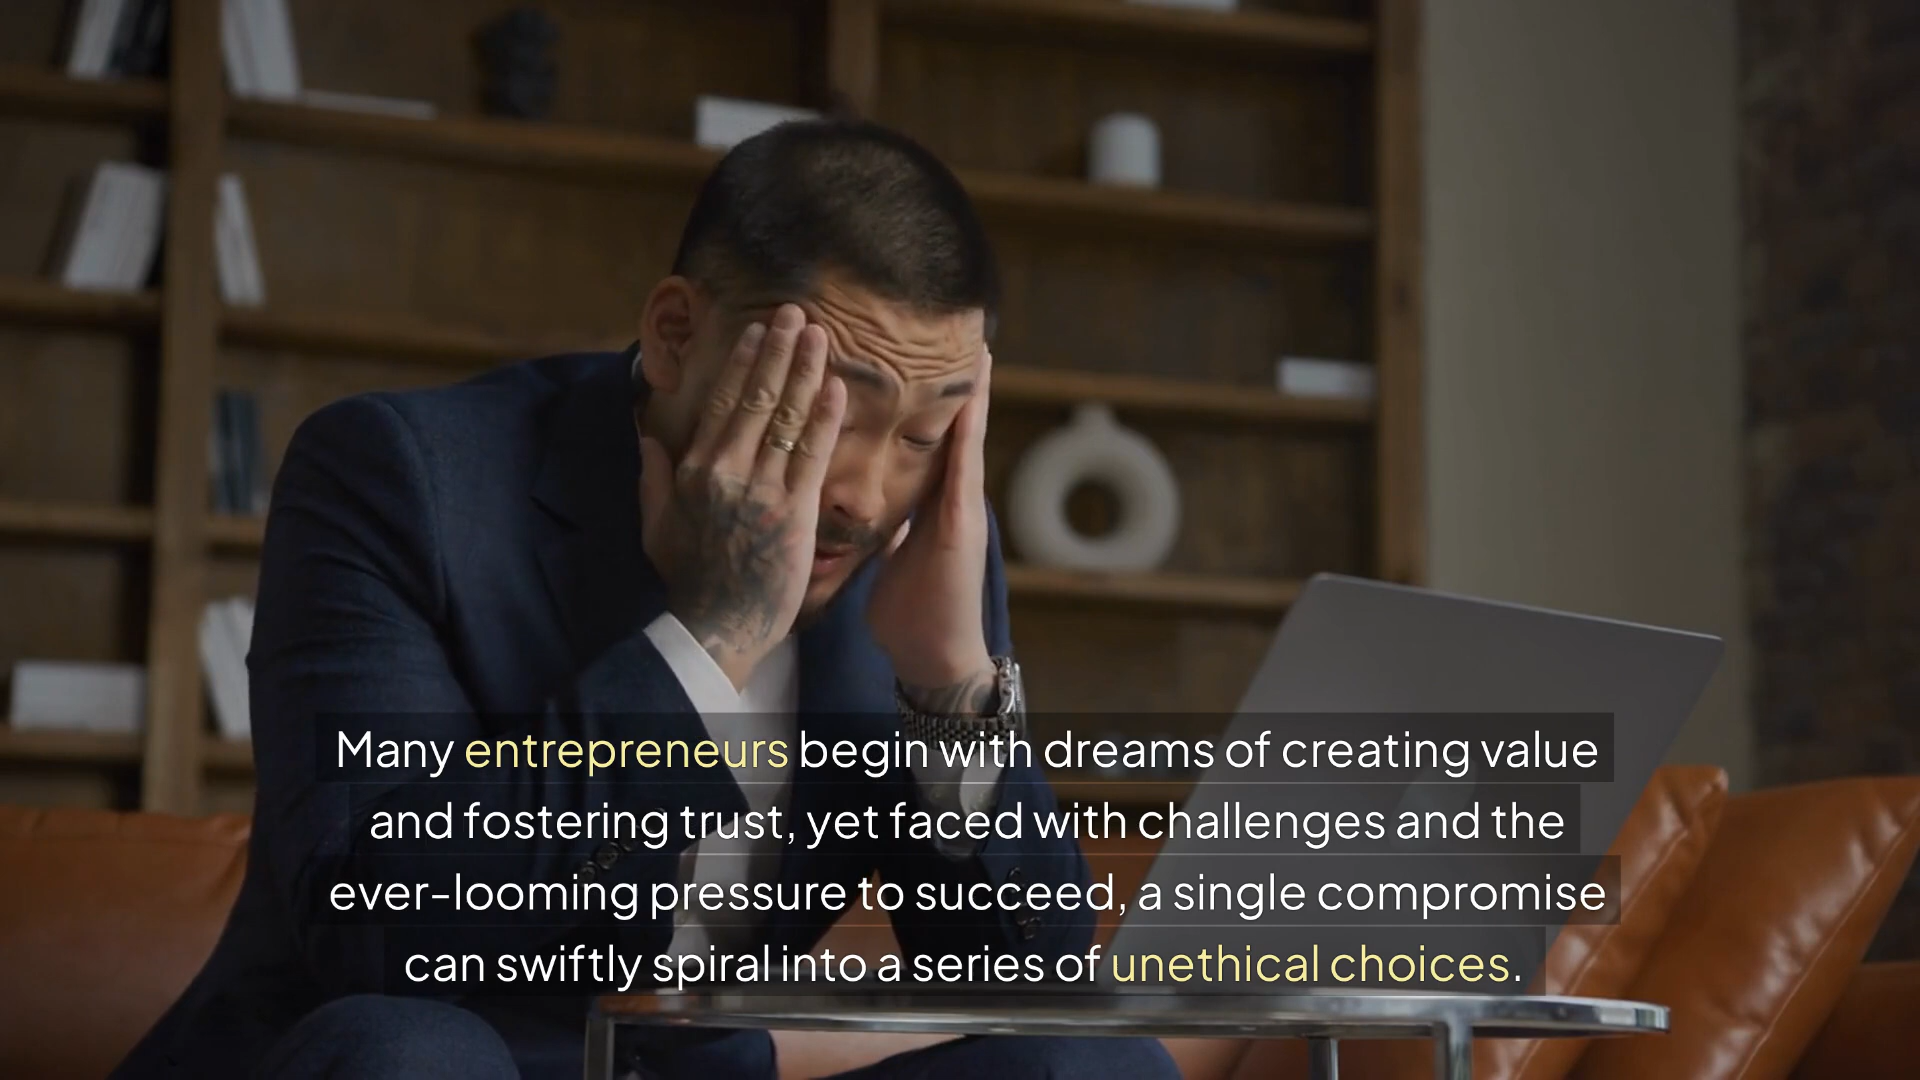 Many entrepreneurs begin with dreams of creating value
and fostering trust, yet faced with challenges and the
ever-looming pressure to succeed, a single compromise
can swiftly spiral into a series of unethical choices.